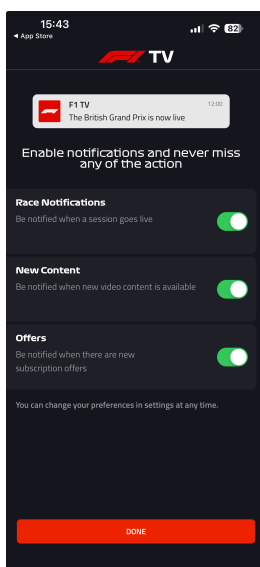 15:43
82
◀ App Store
F1 TV
F1 TV
12:00
The British Grand Prix is now live
Enable notifications and never miss
any of the action
Race Notifications
Be notified when a session goes live
New Content
Be notified when new video content is available
Offers
Be notified when there are new
subscription offers
You can change your preferences in settings at any time.
DONE